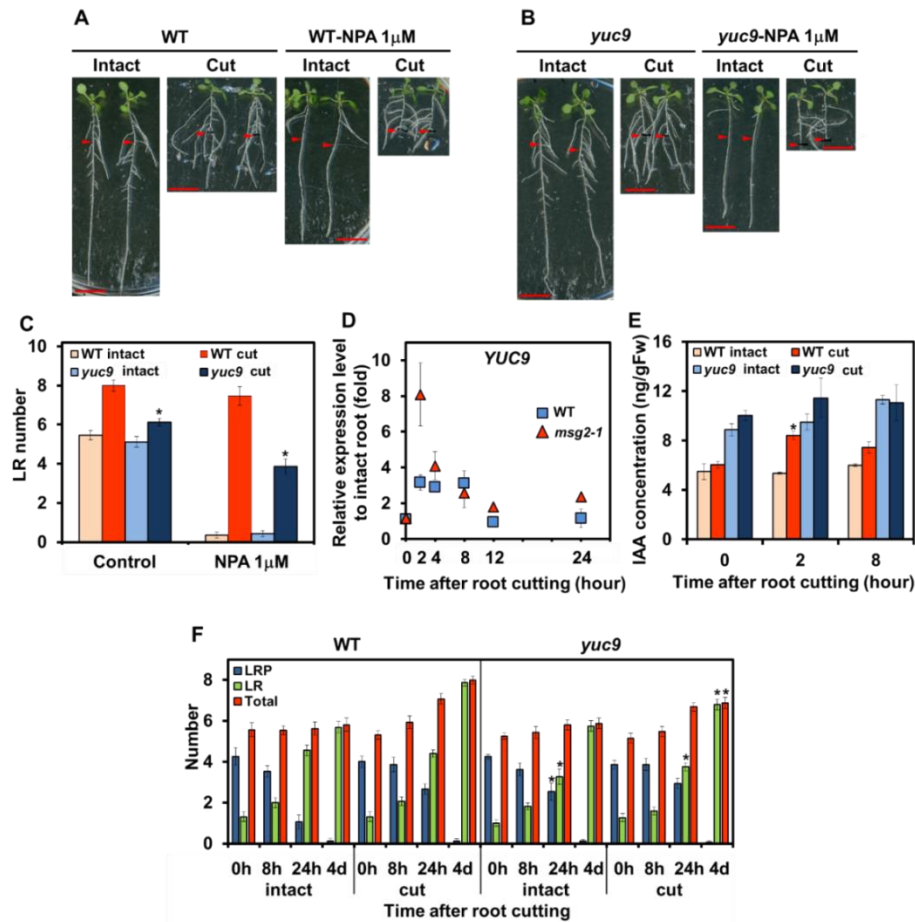 A
WT
WT-NPA 1μM
Intact
Cut
Intact
Cut
B
yuc9
yuc9-NPA 1μM
Intact
Cut
Intact
Cut
C
LR number
10
8
6
4
2
0
WT intact
WT cut
yuc9 intact
yuc9 cut
*
*
Control
NPA 1μM
D
YUC9
Relative expression level
to intact root (fold)
10
8
6
4
2
0
WT
msg2-1
0 2 4 8 12 24
Time after root cutting (hour)
E
IAA concentration (ng/gFw)
16
12
8
4
0
WT intact
WT cut
yuc9 intact
yuc9 cut
*
0 2 8
Time after root cutting (hour)
F
WT
yuc9
Number
8
6
4
2
0
LRP
LR
Total
* *
*
* *
0h 8h 24h 4d 0h 8h 24h 4d 0h 8h 24h 4d 0h 8h 24h 4d
intact cut intact cut
Time after root cutting